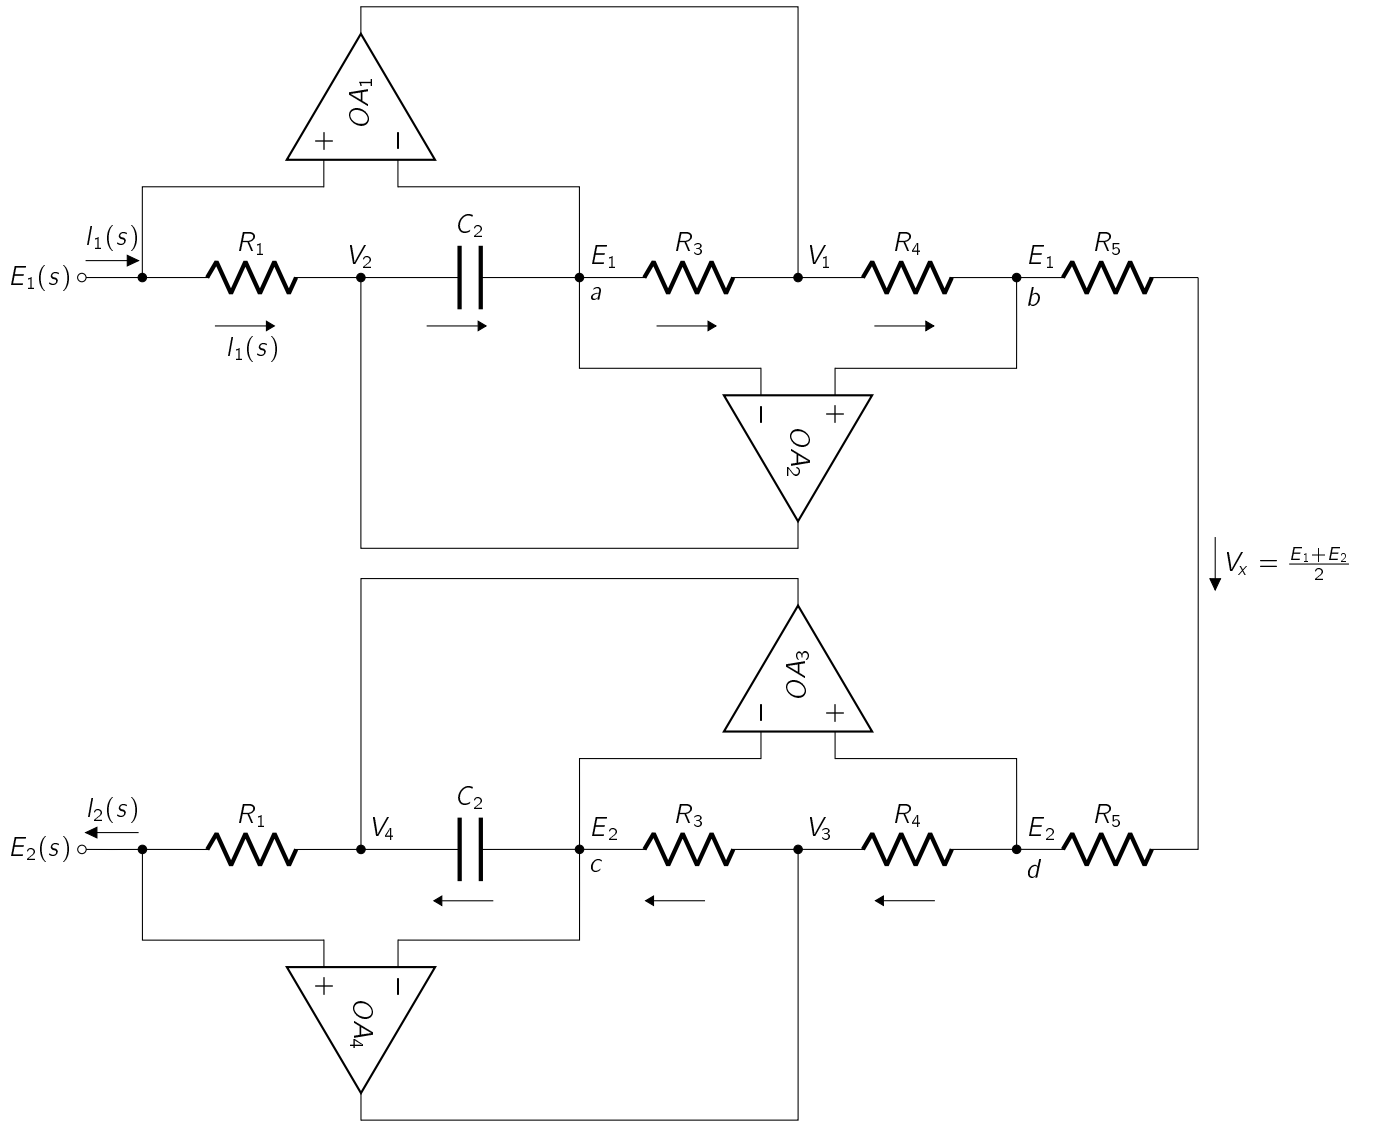 OA₁
+ −
I₁(s)
E₁(s) R₁ V₂ C₂ E₁ R₃ V₁ R₄ E₁ R₅
a b
I₁(s)
− +
OA₂
Vₓ = (E₁+E₂)/2
OA₃
− +
I₂(s)
E₂(s) R₁ V₄ C₂ E₂ R₃ V₃ R₄ E₂ R₅
c d
+ −
OA₄